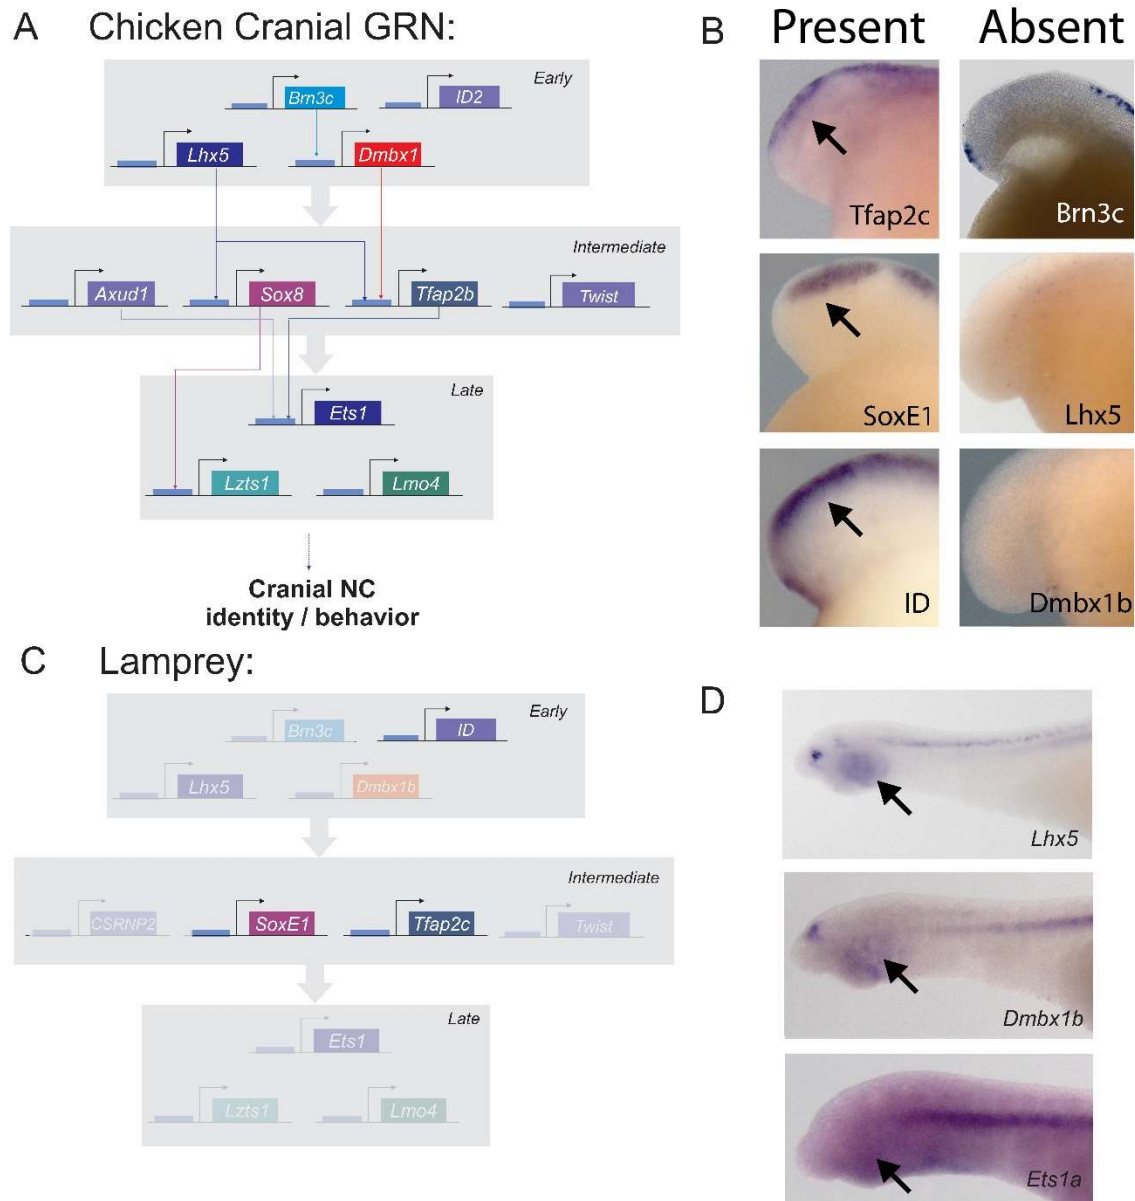 A Chicken Cranial GRN:
Early
Brn3c
ID2
Lhx5
Dmbx1
Intermediate
Axud1
Sox8
Tfap2b
Twist
Late
Ets1
Lzts1
Lmo4
Cranial NC
identity / behavior
B Present Absent
Tfap2c
Brn3c
SoxE1
Lhx5
ID
Dmbx1b
C Lamprey:
Early
Brn3c
ID
Lhx5
Dmbx1b
Intermediate
CSRNP2
SoxE1
Tfap2c
Twist
Late
Ets1
Lzts1
Lmo4
D
Lhx5
Dmbx1b
Ets1a